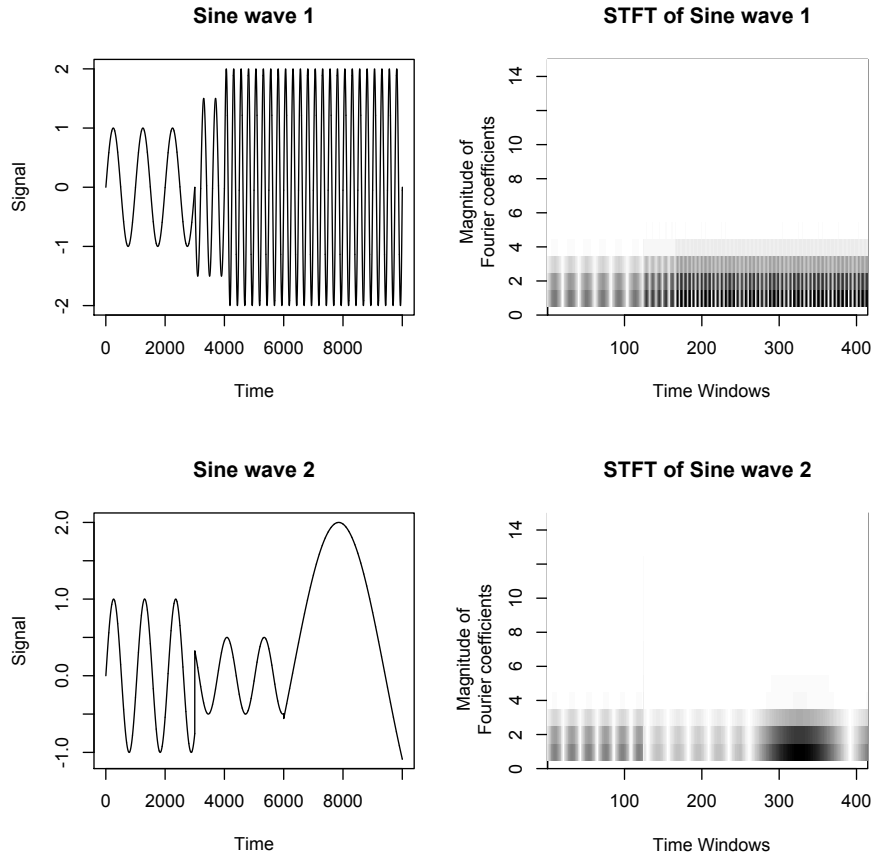 Sine wave 1
2
1
0
-1
-2
Signal
0 2000 4000 6000 8000
Time
STFT of Sine wave 1
14
12
10
8
6
4
2
0
Magnitude of
Fourier coefficients
100 200 300 400
Time Windows
Sine wave 2
2.0
1.0
0.0
-1.0
Signal
0 2000 4000 6000 8000
Time
STFT of Sine wave 2
14
12
10
8
6
4
2
0
Magnitude of
Fourier coefficients
100 200 300 400
Time Windows